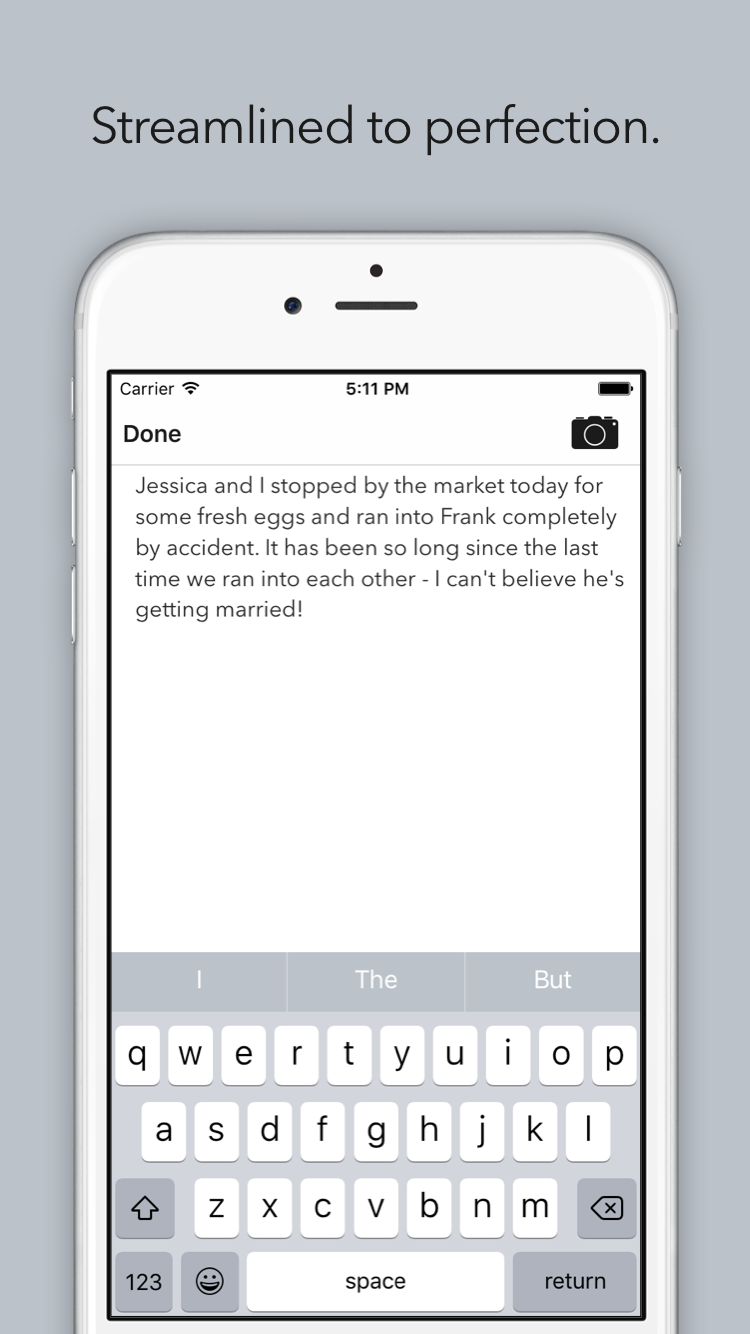 Streamlined to perfection.
Carrier 5:11 PM
Done
Jessica and I stopped by the market today for
some fresh eggs and ran into Frank completely
by accident. It has been so long since the last
time we ran into each other - I can't believe he's
getting married!
I The But
q w e r t y u i o p
a s d f g h j k l
z x c v b n m
123 space return